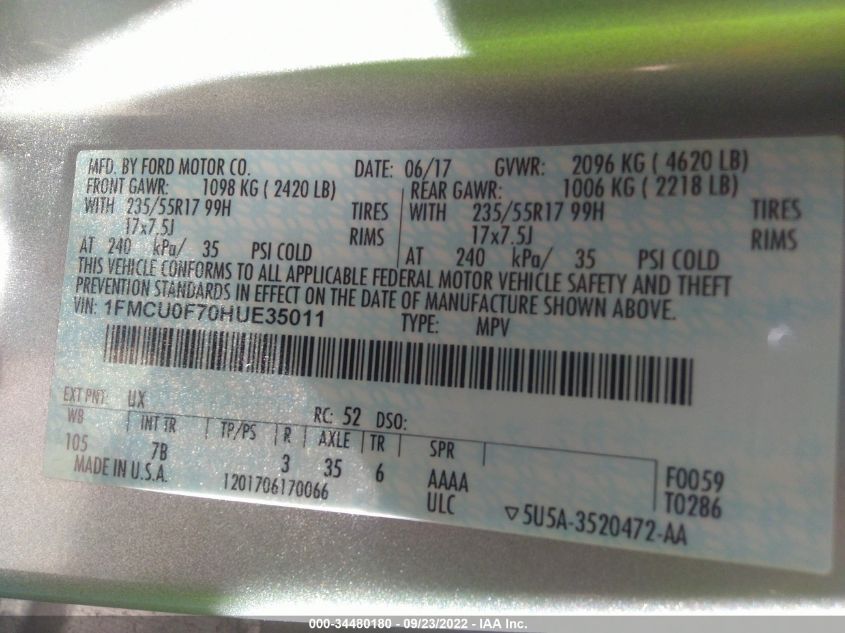 MFD. BY FORD MOTOR CO. DATE: 06/17 GVWR: 2096 KG ( 4620 LB)
FRONT GAWR: 1098 KG ( 2420 LB) REAR GAWR: 1006 KG ( 2218 LB)
WITH 235/55R17 99H TIRES WITH 235/55R17 99H TIRES
17x7.5J RIMS 17x7.5J RIMS
AT 240 kPa/ 35 PSI COLD AT 240 kPa/ 35 PSI COLD
THIS VEHICLE CONFORMS TO ALL APPLICABLE FEDERAL MOTOR VEHICLE SAFETY AND THEFT
PREVENTION STANDARDS IN EFFECT ON THE DATE OF MANUFACTURE SHOWN ABOVE.
VIN: 1FMCU0F70HUE35011 TYPE: MPV
EXT PNT: UX RC: 52 DSO:
WB INT TR TP/PS R AXLE TR SPR
105 7B 3 35 6 AAAA F0059
MADE IN U.S.A. 1201706170066 ULC T0286
▽5U5A-3520472-AA
000-34480180 - 09/23/2022 - IAA Inc.